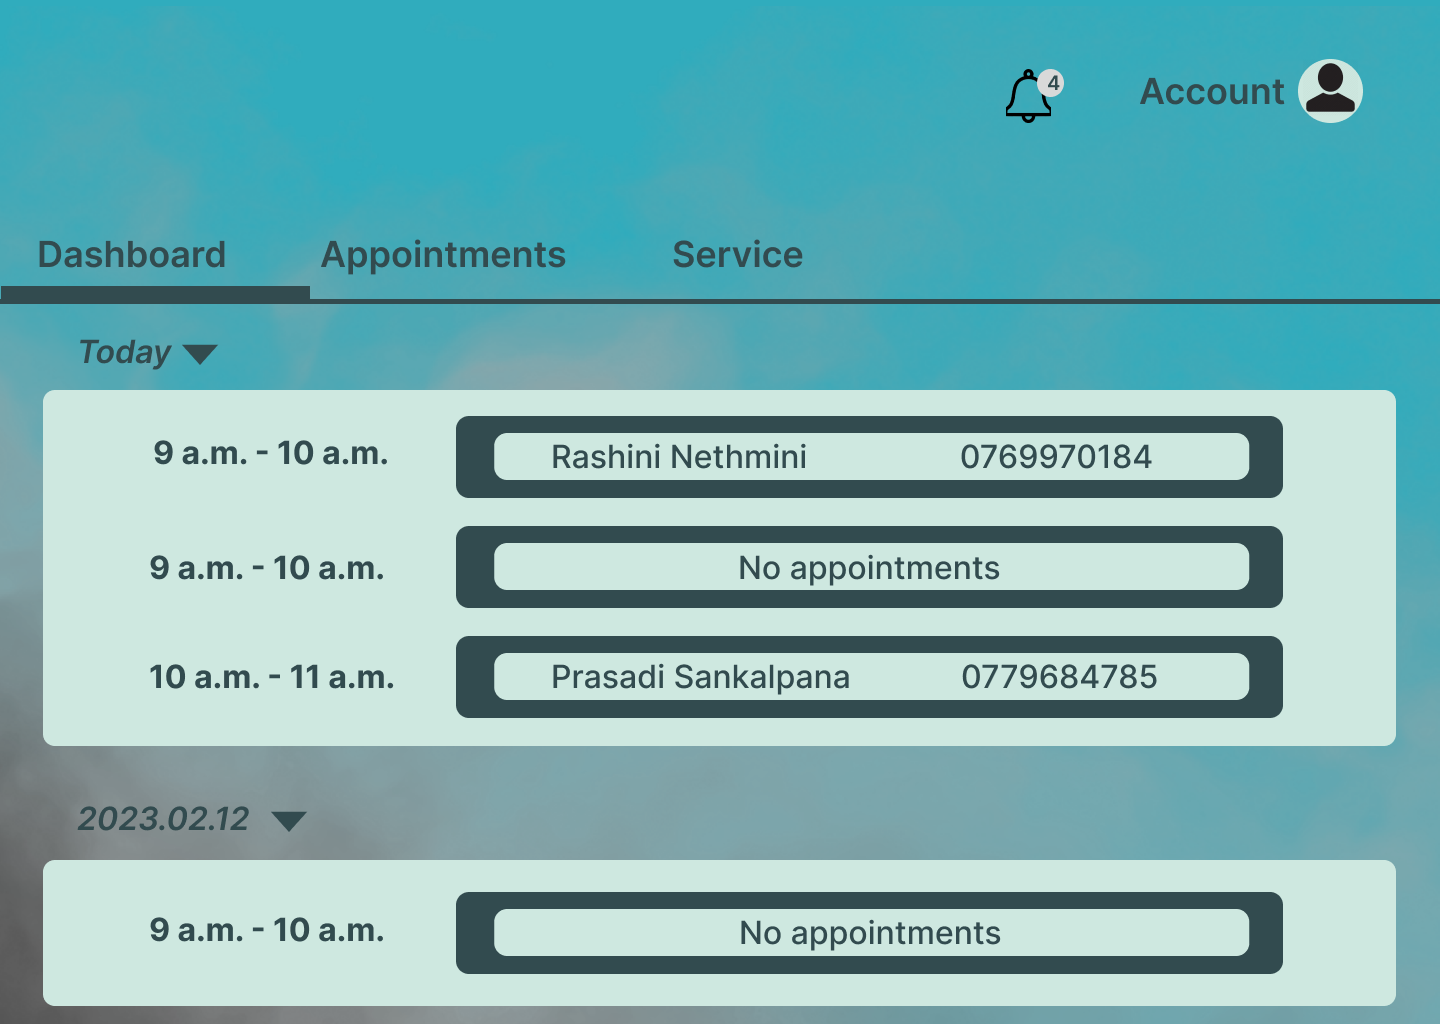 4
Account
Dashboard Appointments Service
Today
9 a.m. - 10 a.m. Rashini Nethmini 0769970184
9 a.m. - 10 a.m. No appointments
10 a.m. - 11 a.m. Prasadi Sankalpana 0779684785
2023.02.12
9 a.m. - 10 a.m. No appointments